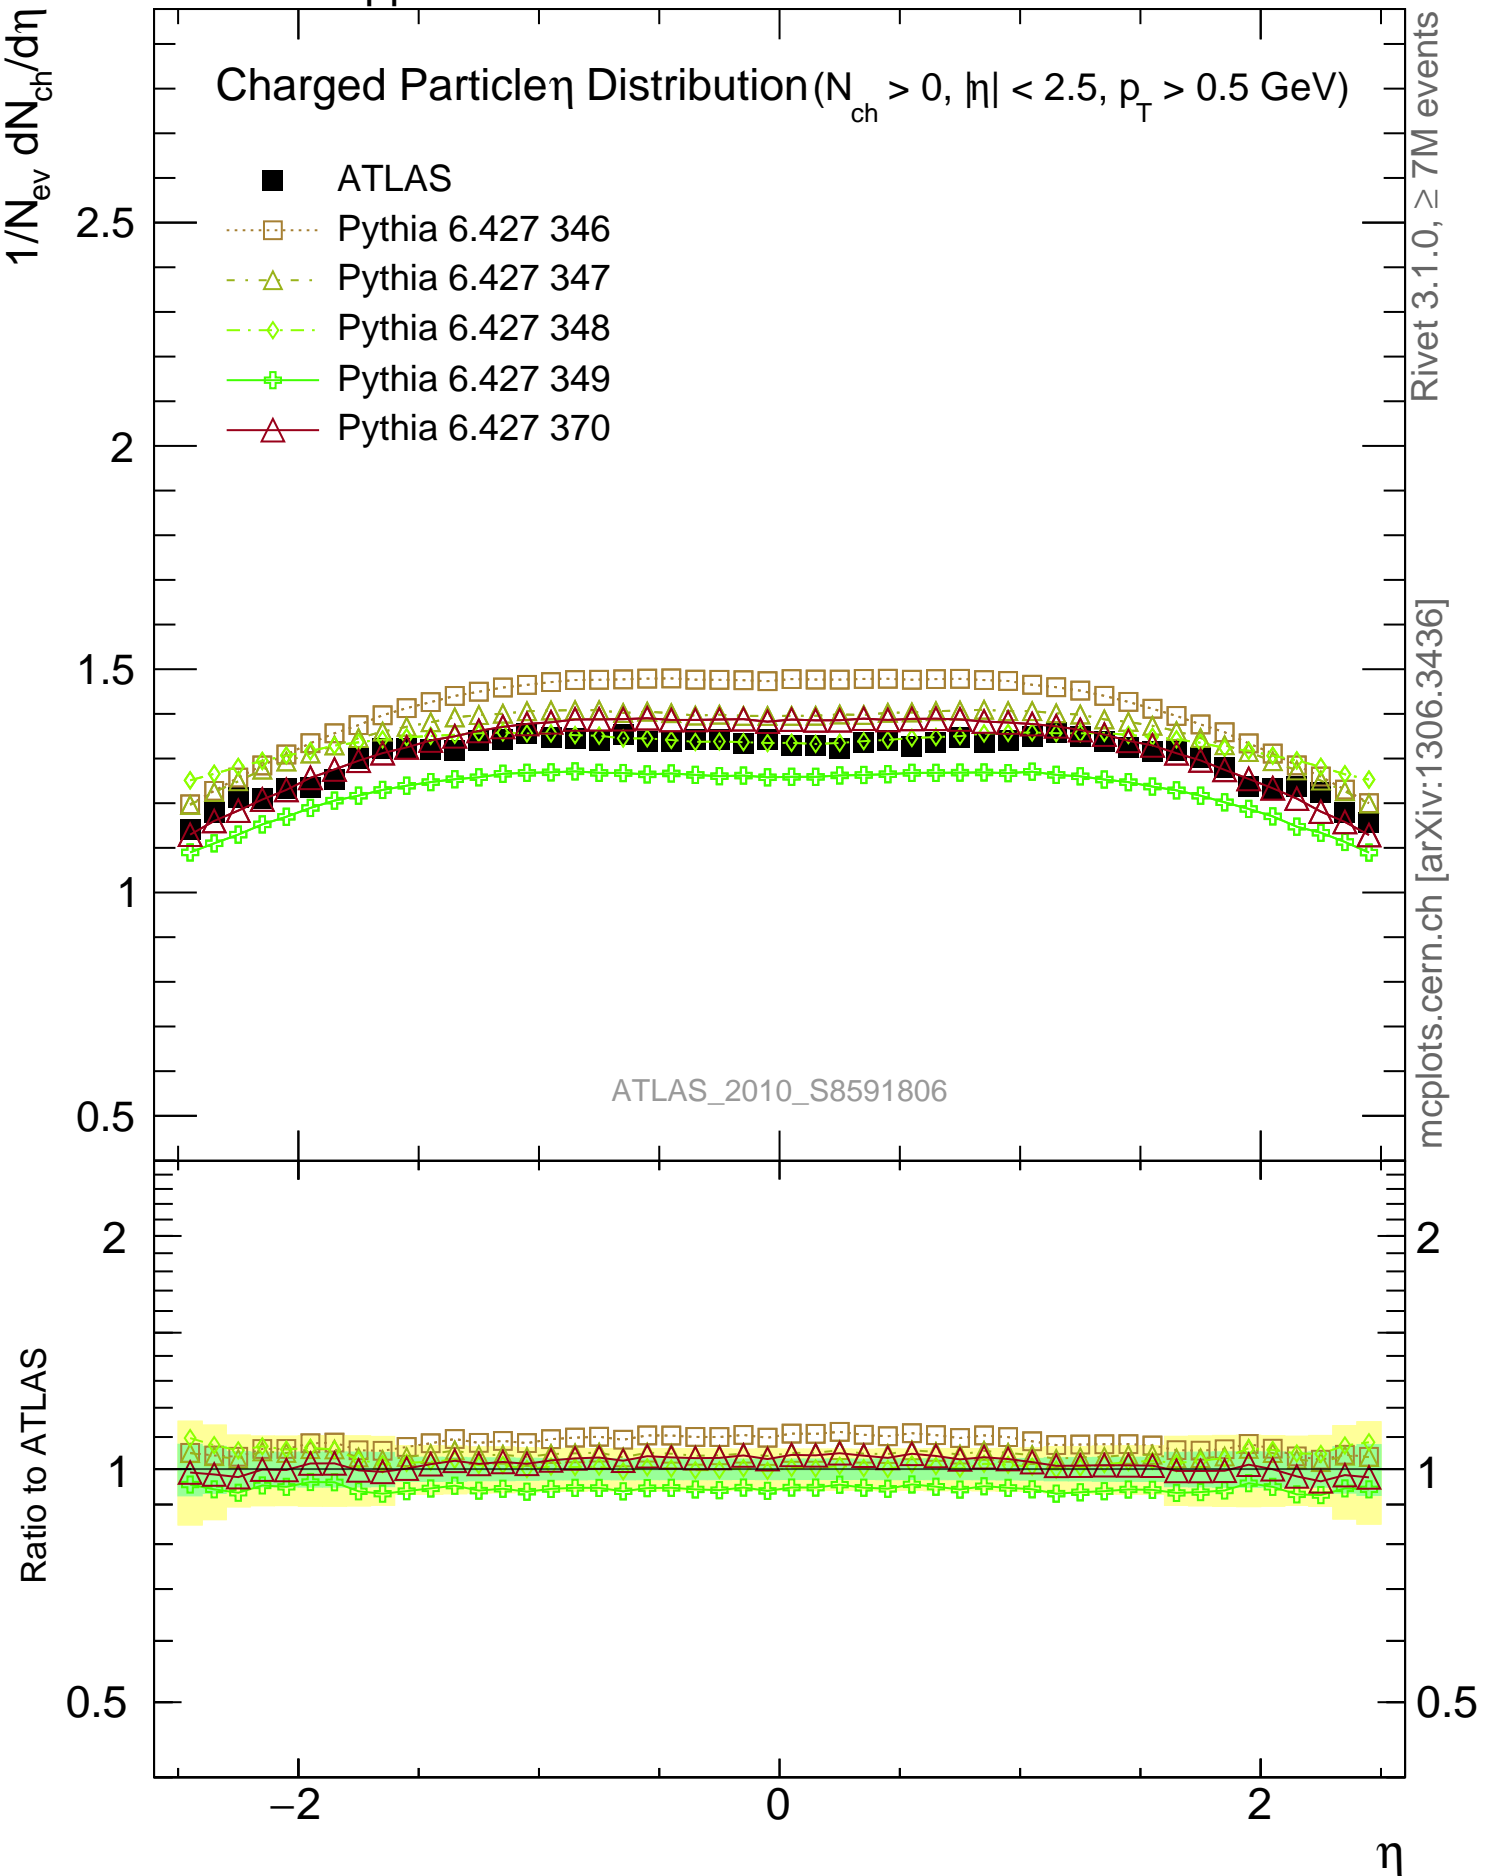 pp
1/N_ev dN_ch/dη
Charged Particle η Distribution (N_ch > 0, |η| < 2.5, p_T > 0.5 GeV)
ATLAS
Pythia 6.427 346
Pythia 6.427 347
Pythia 6.427 348
Pythia 6.427 349
Pythia 6.427 370
2.5
2
1.5
1
0.5
ATLAS_2010_S8591806
Rivet 3.1.0, ≥ 7M events
mcplots.cern.ch [arXiv:1306.3436]
Ratio to ATLAS
2 2
1 1
0.5 0.5
−2 0 2
η